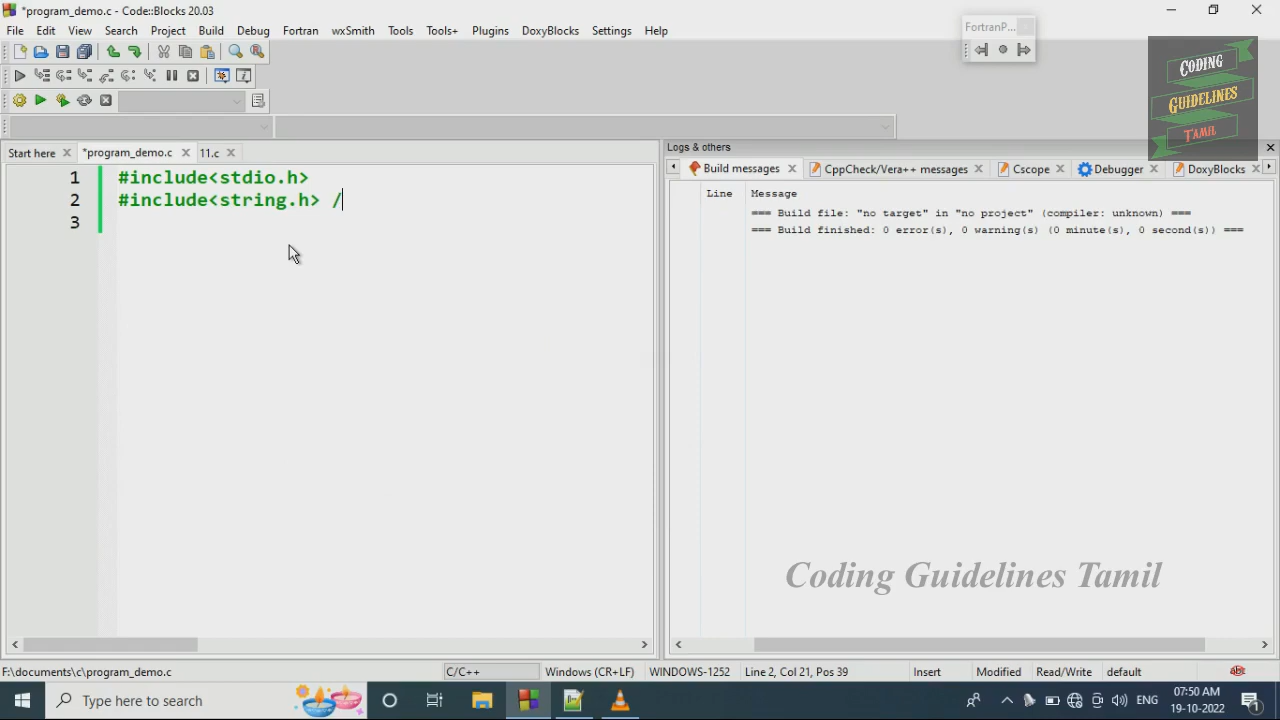 *program_demo.c - Code::Blocks 20.03
File Edit View Search Project Build Debug Fortran wxSmith Tools Tools+ Plugins DoxyBlocks Settings Help
FortranP...
CODING
GUIDELINES
TAMIL
Start here *program_demo.c 11.c
Logs & others
Build messages CppCheck/Vera++ messages Cscope Debugger DoxyBlocks
Line Message
=== Build file: "no target" in "no project" (compiler: unknown) ===
=== Build finished: 0 error(s), 0 warning(s) (0 minute(s), 0 second(s)) ===
1 #include<stdio.h>
2 #include<string.h> /
3
Coding Guidelines Tamil
F:\documents\c\program_demo.c C/C++ Windows (CR+LF) WINDOWS-1252 Line 2, Col 21, Pos 39 Insert Modified Read/Write default
Type here to search
ENG
07:50 AM
19-10-2022
1